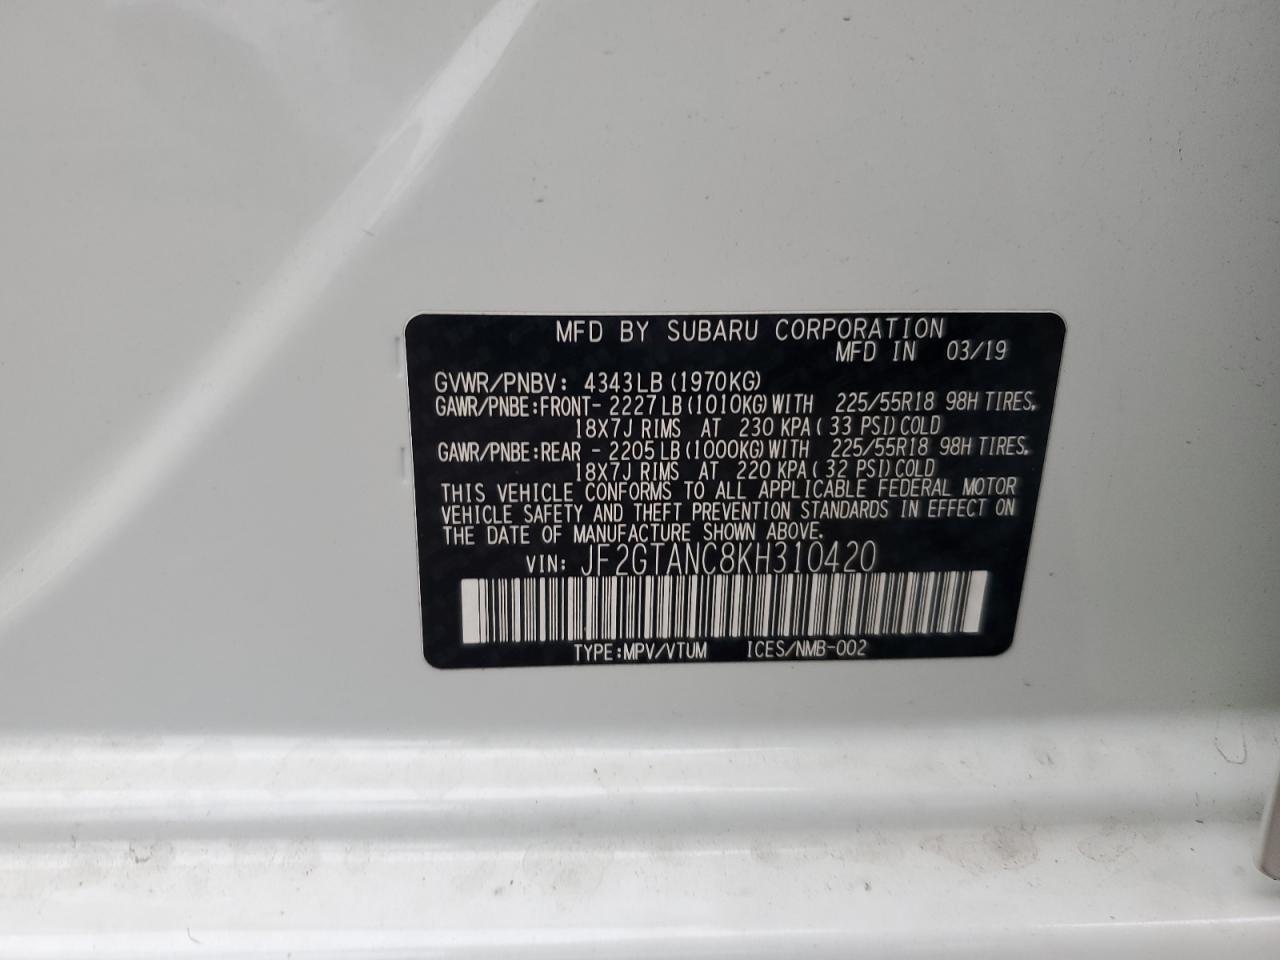 MFD BY SUBARU CORPORATION
MFD IN 03/19
GVWR/PNBV: 4343LB (1970KG)
GAWR/PNBE:FRONT- 2227LB (1010KG) WITH 225/55R18 98H TIRES,
18X7J RIMS AT 230 KPA ( 33 PSI) COLD
GAWR/PNBE:REAR - 2205LB (1000KG) WITH 225/55R18 98H TIRES,
18X7J RIMS AT 220 KPA ( 32 PSI) COLD
THIS VEHICLE CONFORMS TO ALL APPLICABLE FEDERAL MOTOR
VEHICLE SAFETY AND THEFT PREVENTION STANDARDS IN EFFECT ON
THE DATE OF MANUFACTURE SHOWN ABOVE.
VIN: JF2GTANC8KH310420
TYPE:MPV/VTUM ICES/NMB-002